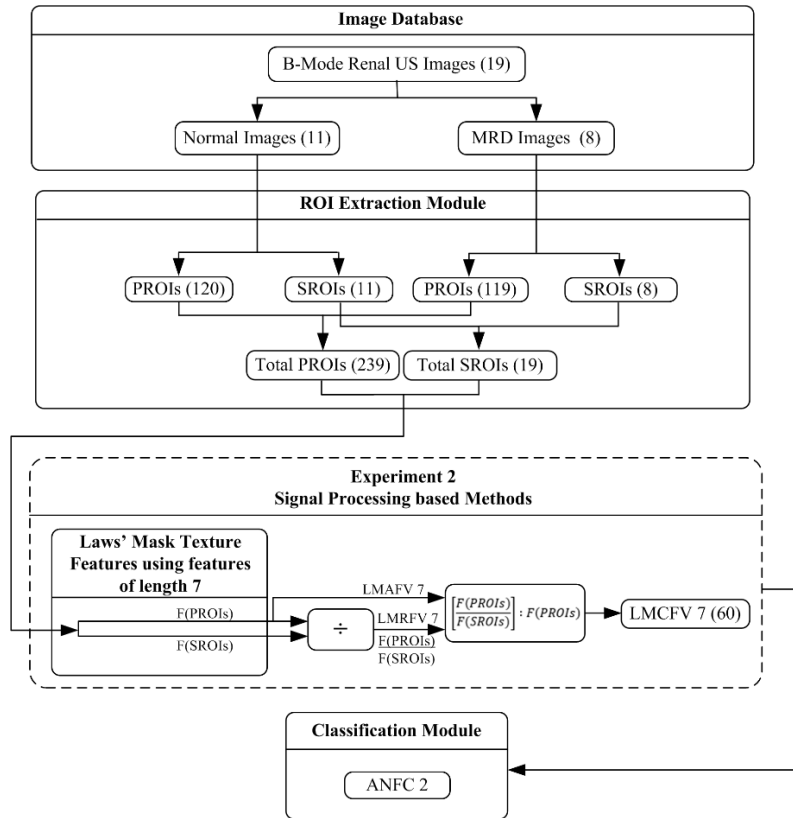 Image Database
B-Mode Renal US Images (19)
Normal Images (11)
MRD Images (8)
ROI Extraction Module
PROIs (120)
SROIs (11)
PROIs (119)
SROIs (8)
Total PROIs (239)
Total SROIs (19)
Experiment 2
Signal Processing based Methods
Laws' Mask Texture
Features using features
of length 7
F(PROIs)
F(SROIs)
÷
LMAFV 7
LMRFV 7
F(PROIs)
F(SROIs)
[F(PROIs)/F(SROIs)] : F(PROIs)
LMCFV 7 (60)
Classification Module
ANFC 2